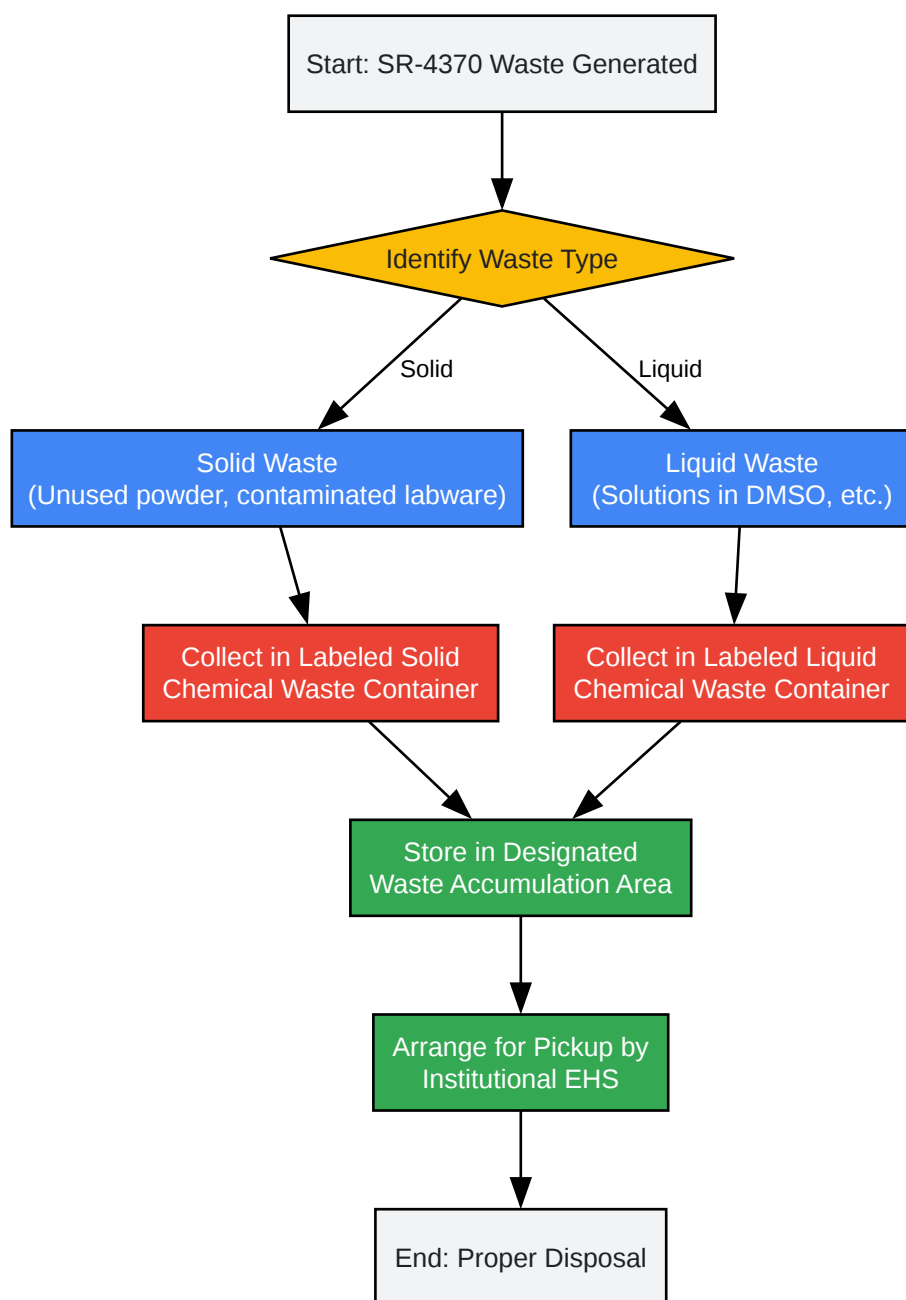 Start: SR-4370 Waste Generated
Identify Waste Type
Solid
Liquid
Solid Waste
(Unused powder, contaminated labware)
Liquid Waste
(Solutions in DMSO, etc.)
Collect in Labeled Solid
Chemical Waste Container
Collect in Labeled Liquid
Chemical Waste Container
Store in Designated
Waste Accumulation Area
Arrange for Pickup by
Institutional EHS
End: Proper Disposal